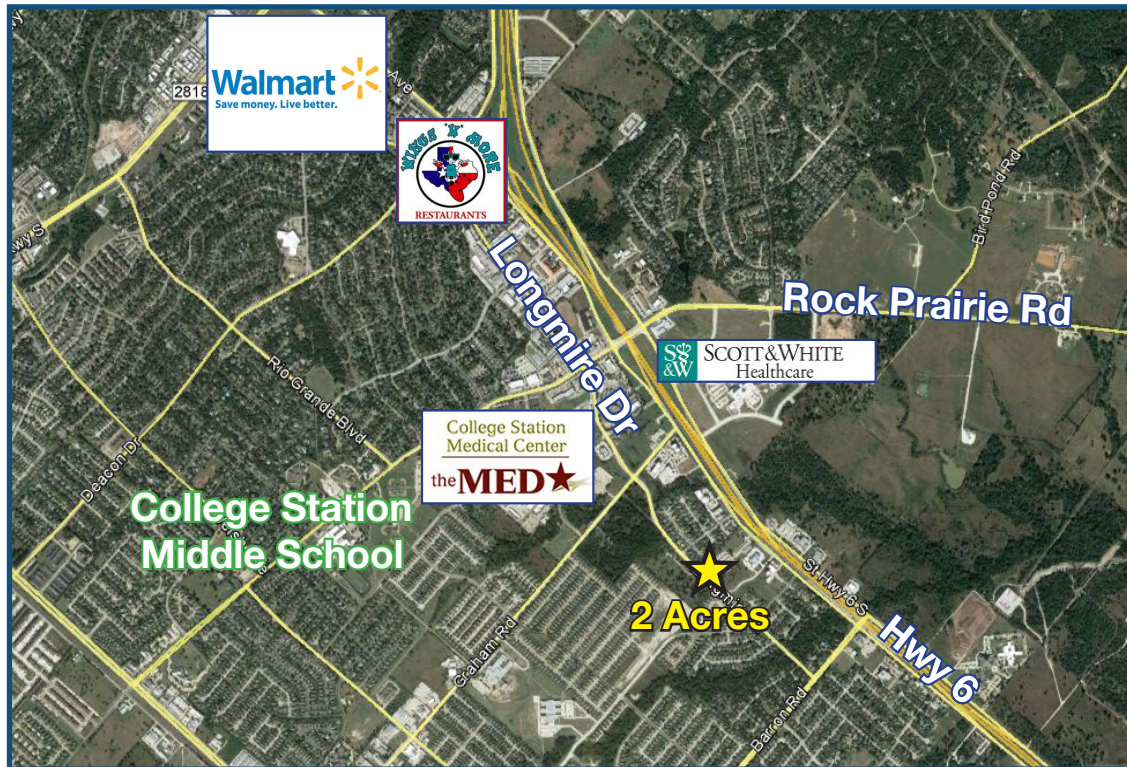 Walmart
Save money. Live better.
2818
Ave
WINGS 'N' MORE
RESTAURANTS
wy S
Longmire Dr
Bird Pond Rd
Rock Prairie Rd
S&W
SCOTT & WHITE
Healthcare
Rio Grande Blvd
College Station
Medical Center
the MED
Deacon Dr
College Station
Middle School
St Hwy 6 S
2 Acres
Hwy 6
Graham Rd
Barron Rd